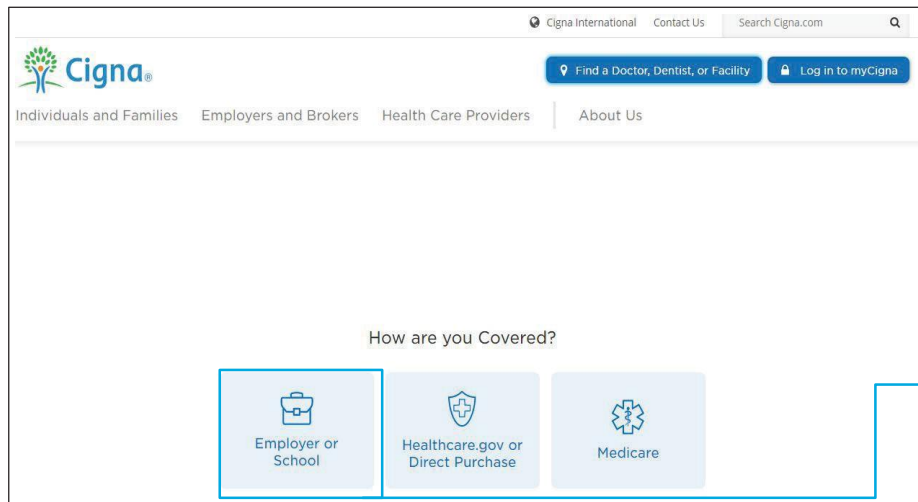 Cigna International Contact Us Search Cigna.com
Cigna®
Find a Doctor, Dentist, or Facility Log in to myCigna
Individuals and Families Employers and Brokers Health Care Providers About Us
How are you Covered?
Employer or
School
Healthcare.gov or
Direct Purchase
Medicare